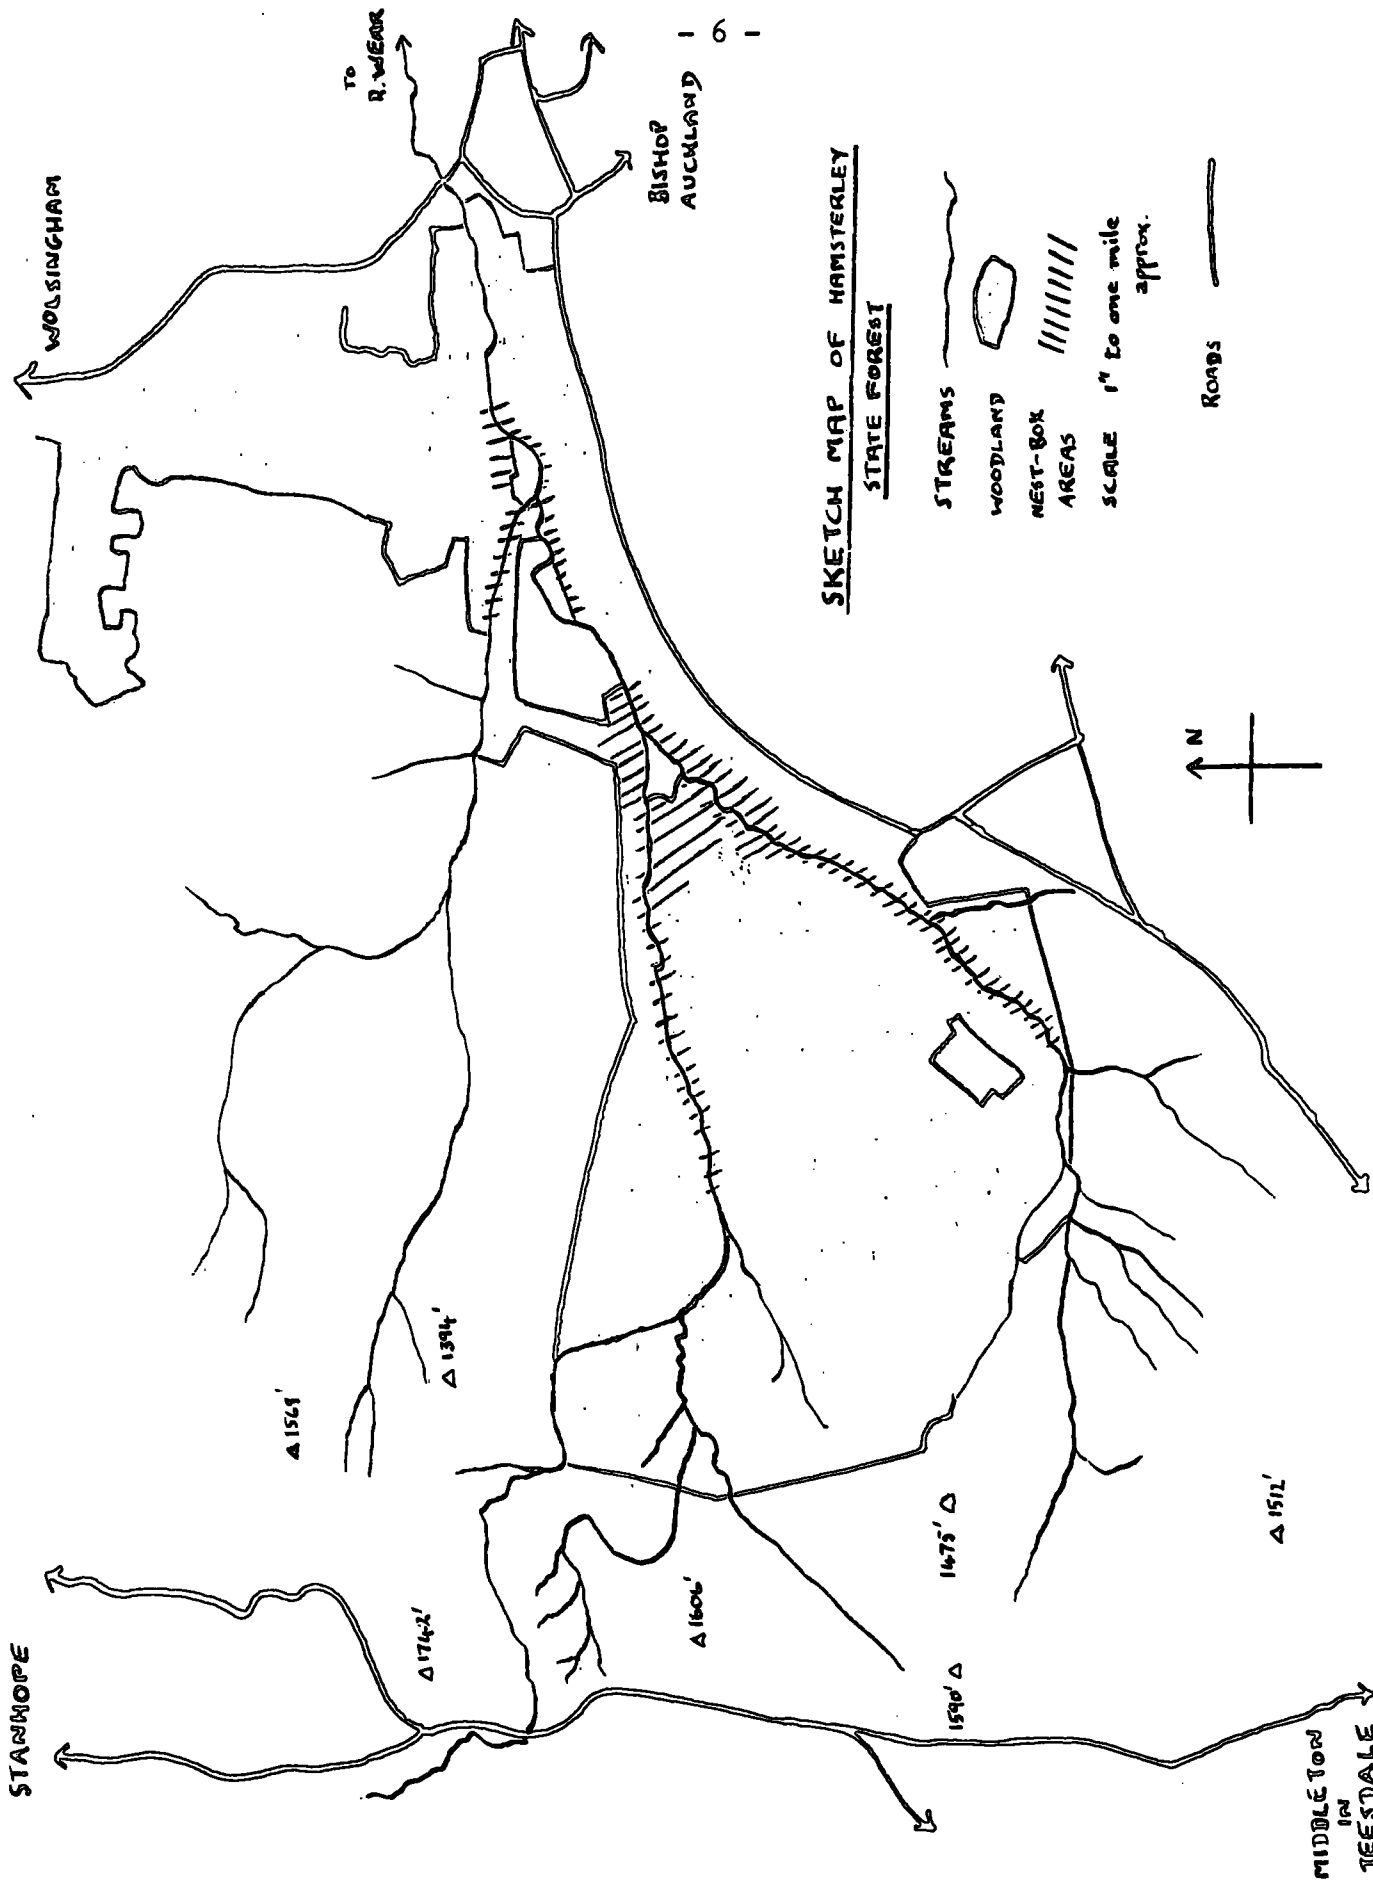 - 6 -
STANHOPE
WOLSINGHAM
TO
R. WEAR
BISHOP
AUCKLAND
△ 1569'
△ 1394'
△ 1742'
△ 1606'
1475' △
1590' △
△ 1512'
MIDDLETON
IN
TEESDALE
N
SKETCH MAP OF HAMSTERLEY
STATE FOREST
STREAMS
WOODLAND
NEST-BOX
AREAS
SCALE 1" to one mile
approx.
ROADS